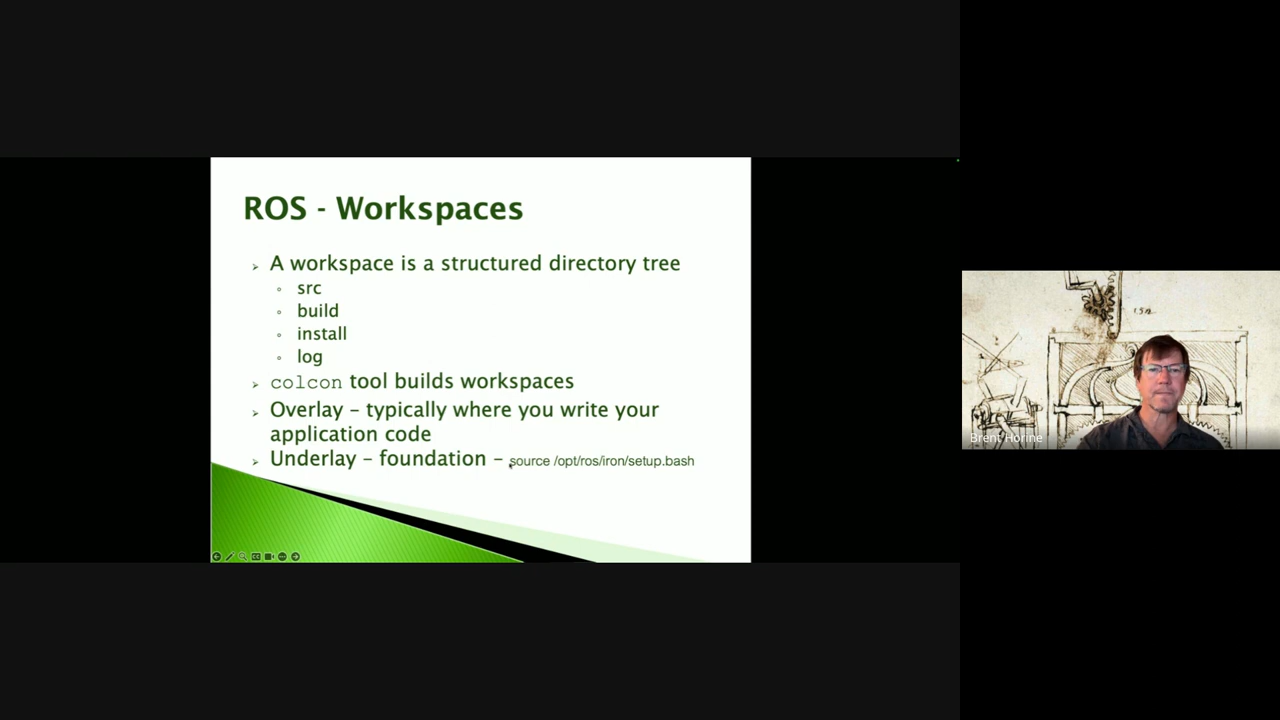 ROS - Workspaces
A workspace is a structured directory tree
src
build
install
log
colcon tool builds workspaces
Overlay – typically where you write your
application code
Underlay – foundation – source /opt/ros/iron/setup.bash
Brent Horine